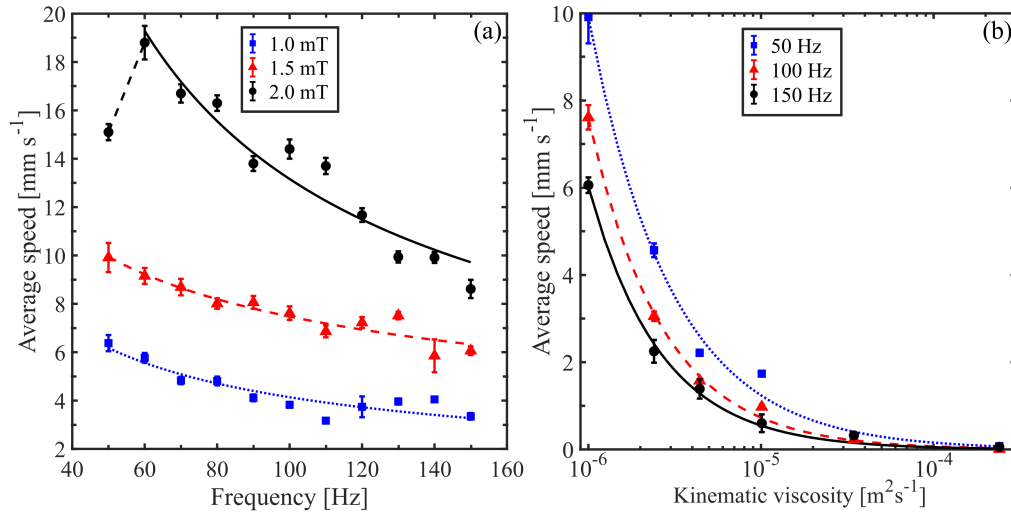 (a)
1.0 mT
1.5 mT
2.0 mT
Average speed [mm s⁻¹]
20
18
16
14
12
10
8
6
4
2
40
60
80
100
120
140
160
Frequency [Hz]
(b)
50 Hz
100 Hz
150 Hz
Average speed [mm s⁻¹]
10
8
6
4
2
0
10⁻⁶
10⁻⁵
10⁻⁴
Kinematic viscosity [m²s⁻¹]